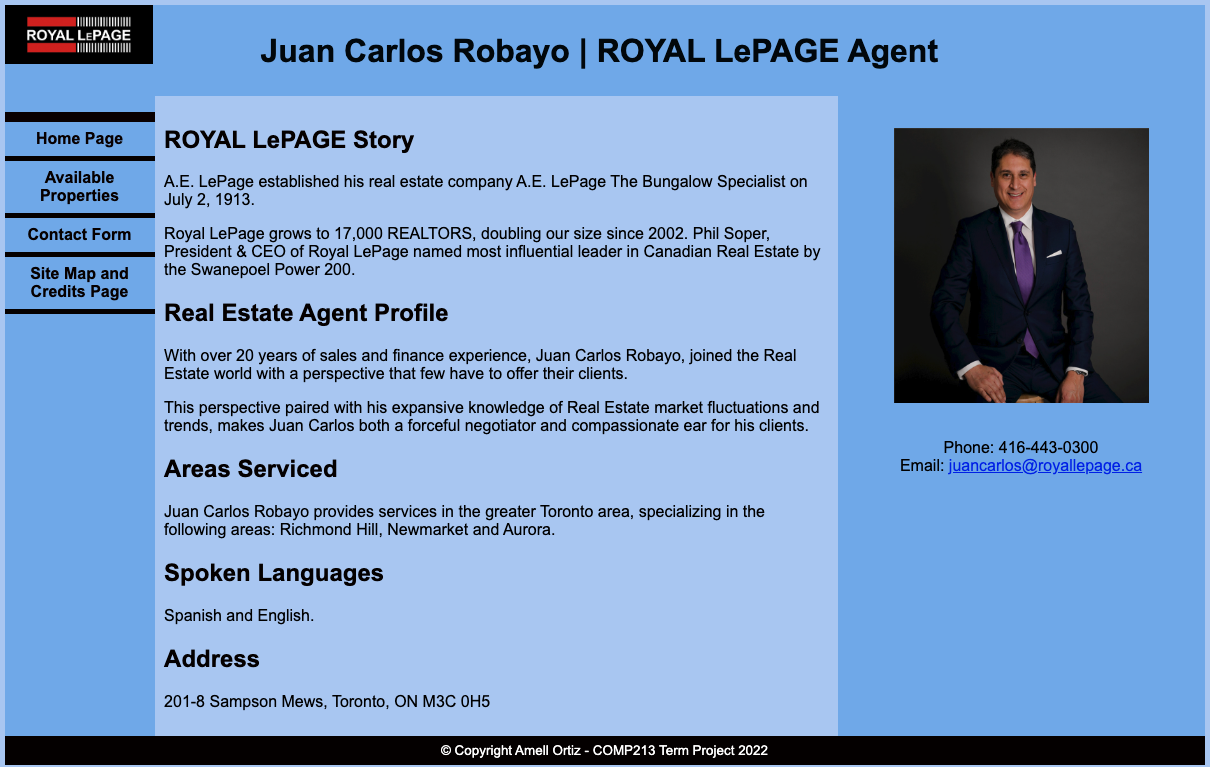 ROYAL LEPAGE
Juan Carlos Robayo | ROYAL LePAGE Agent
Home Page
Available
Properties
Contact Form
Site Map and
Credits Page
ROYAL LePAGE Story
A.E. LePage established his real estate company A.E. LePage The Bungalow Specialist on
July 2, 1913.
Royal LePage grows to 17,000 REALTORS, doubling our size since 2002. Phil Soper,
President & CEO of Royal LePage named most influential leader in Canadian Real Estate by
the Swanepoel Power 200.
Real Estate Agent Profile
With over 20 years of sales and finance experience, Juan Carlos Robayo, joined the Real
Estate world with a perspective that few have to offer their clients.
This perspective paired with his expansive knowledge of Real Estate market fluctuations and
trends, makes Juan Carlos both a forceful negotiator and compassionate ear for his clients.
Areas Serviced
Juan Carlos Robayo provides services in the greater Toronto area, specializing in the
following areas: Richmond Hill, Newmarket and Aurora.
Spoken Languages
Spanish and English.
Address
201-8 Sampson Mews, Toronto, ON M3C 0H5
Phone: 416-443-0300
Email: juancarlos@royallepage.ca
© Copyright Amell Ortiz - COMP213 Term Project 2022